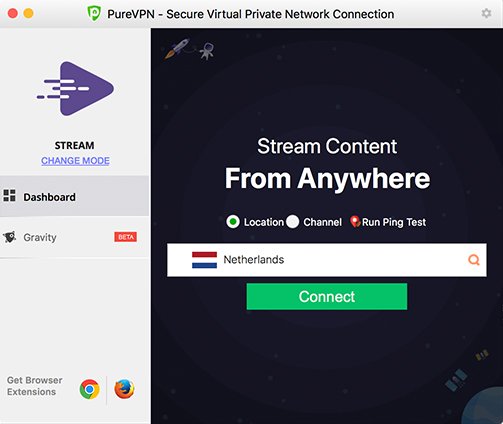 PureVPN - Secure Virtual Private Network Connection
STREAM
CHANGE MODE
Dashboard
Gravity BETA
Get Browser
Extensions
Stream Content
From Anywhere
Location Channel Run Ping Test
Netherlands
Connect